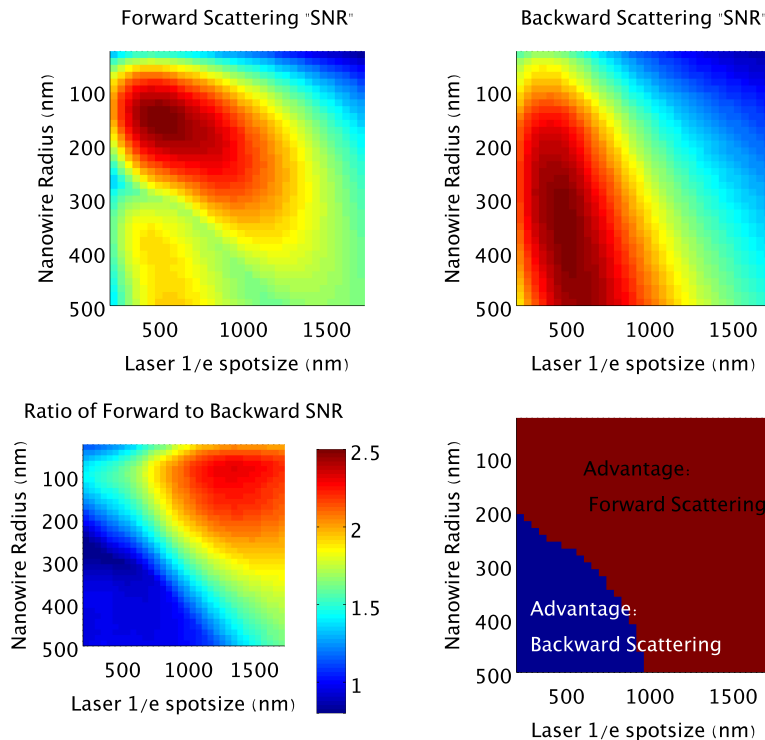 Forward Scattering "SNR"
Nanowire Radius (nm)
100
200
300
400
500
500
1000
1500
Laser 1/e spotsize (nm)
Backward Scattering "SNR"
Nanowire Radius (nm)
100
200
300
400
500
500
1000
1500
Laser 1/e spotsize (nm)
Ratio of Forward to Backward SNR
Nanowire Radius (nm)
100
200
300
400
500
500
1000
1500
Laser 1/e spotsize (nm)
2.5
2
1.5
1
Nanowire Radius (nm)
100
200
300
400
500
Advantage:
Forward Scattering
Advantage:
Backward Scattering
500
1000
1500
Laser 1/e spotsize (nm)